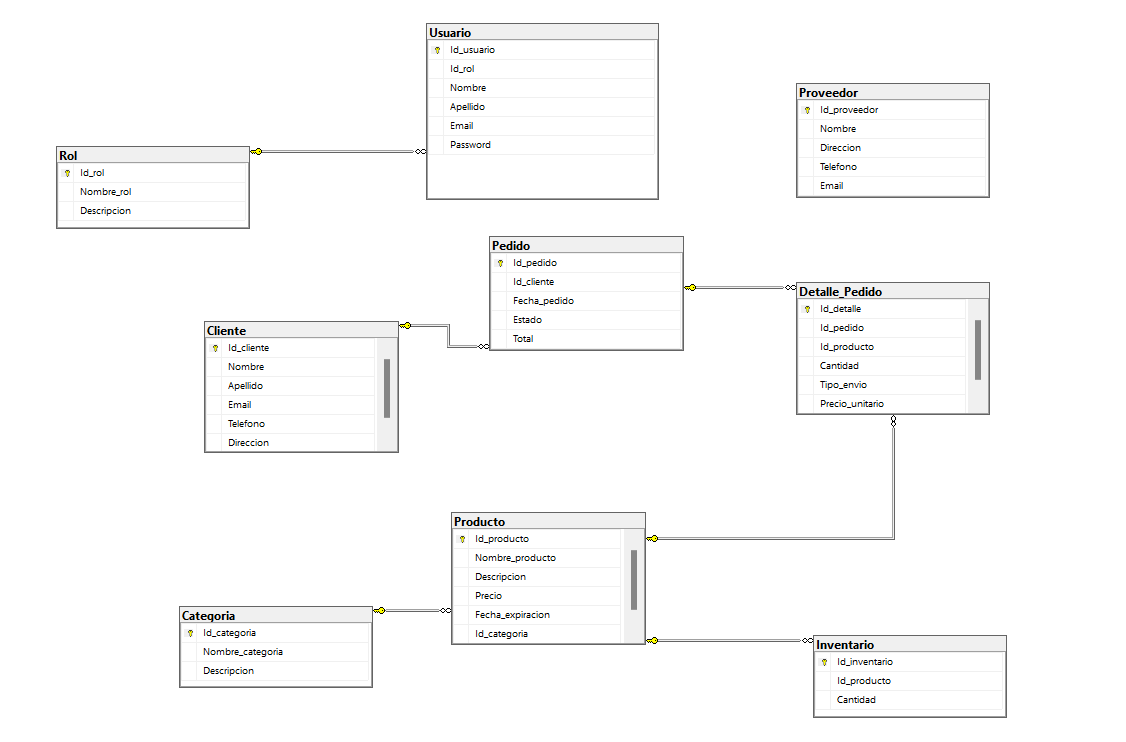 Usuario
Id_usuario
Id_rol
Nombre
Apellido
Email
Password
Proveedor
Id_proveedor
Nombre
Direccion
Telefono
Email
Rol
Id_rol
Nombre_rol
Descripcion
Pedido
Id_pedido
Id_cliente
Fecha_pedido
Estado
Total
Detalle_Pedido
Id_detalle
Id_pedido
Id_producto
Cantidad
Tipo_envio
Precio_unitario
Cliente
Id_cliente
Nombre
Apellido
Email
Telefono
Direccion
Producto
Id_producto
Nombre_producto
Descripcion
Precio
Fecha_expiracion
Id_categoria
Categoria
Id_categoria
Nombre_categoria
Descripcion
Inventario
Id_inventario
Id_producto
Cantidad